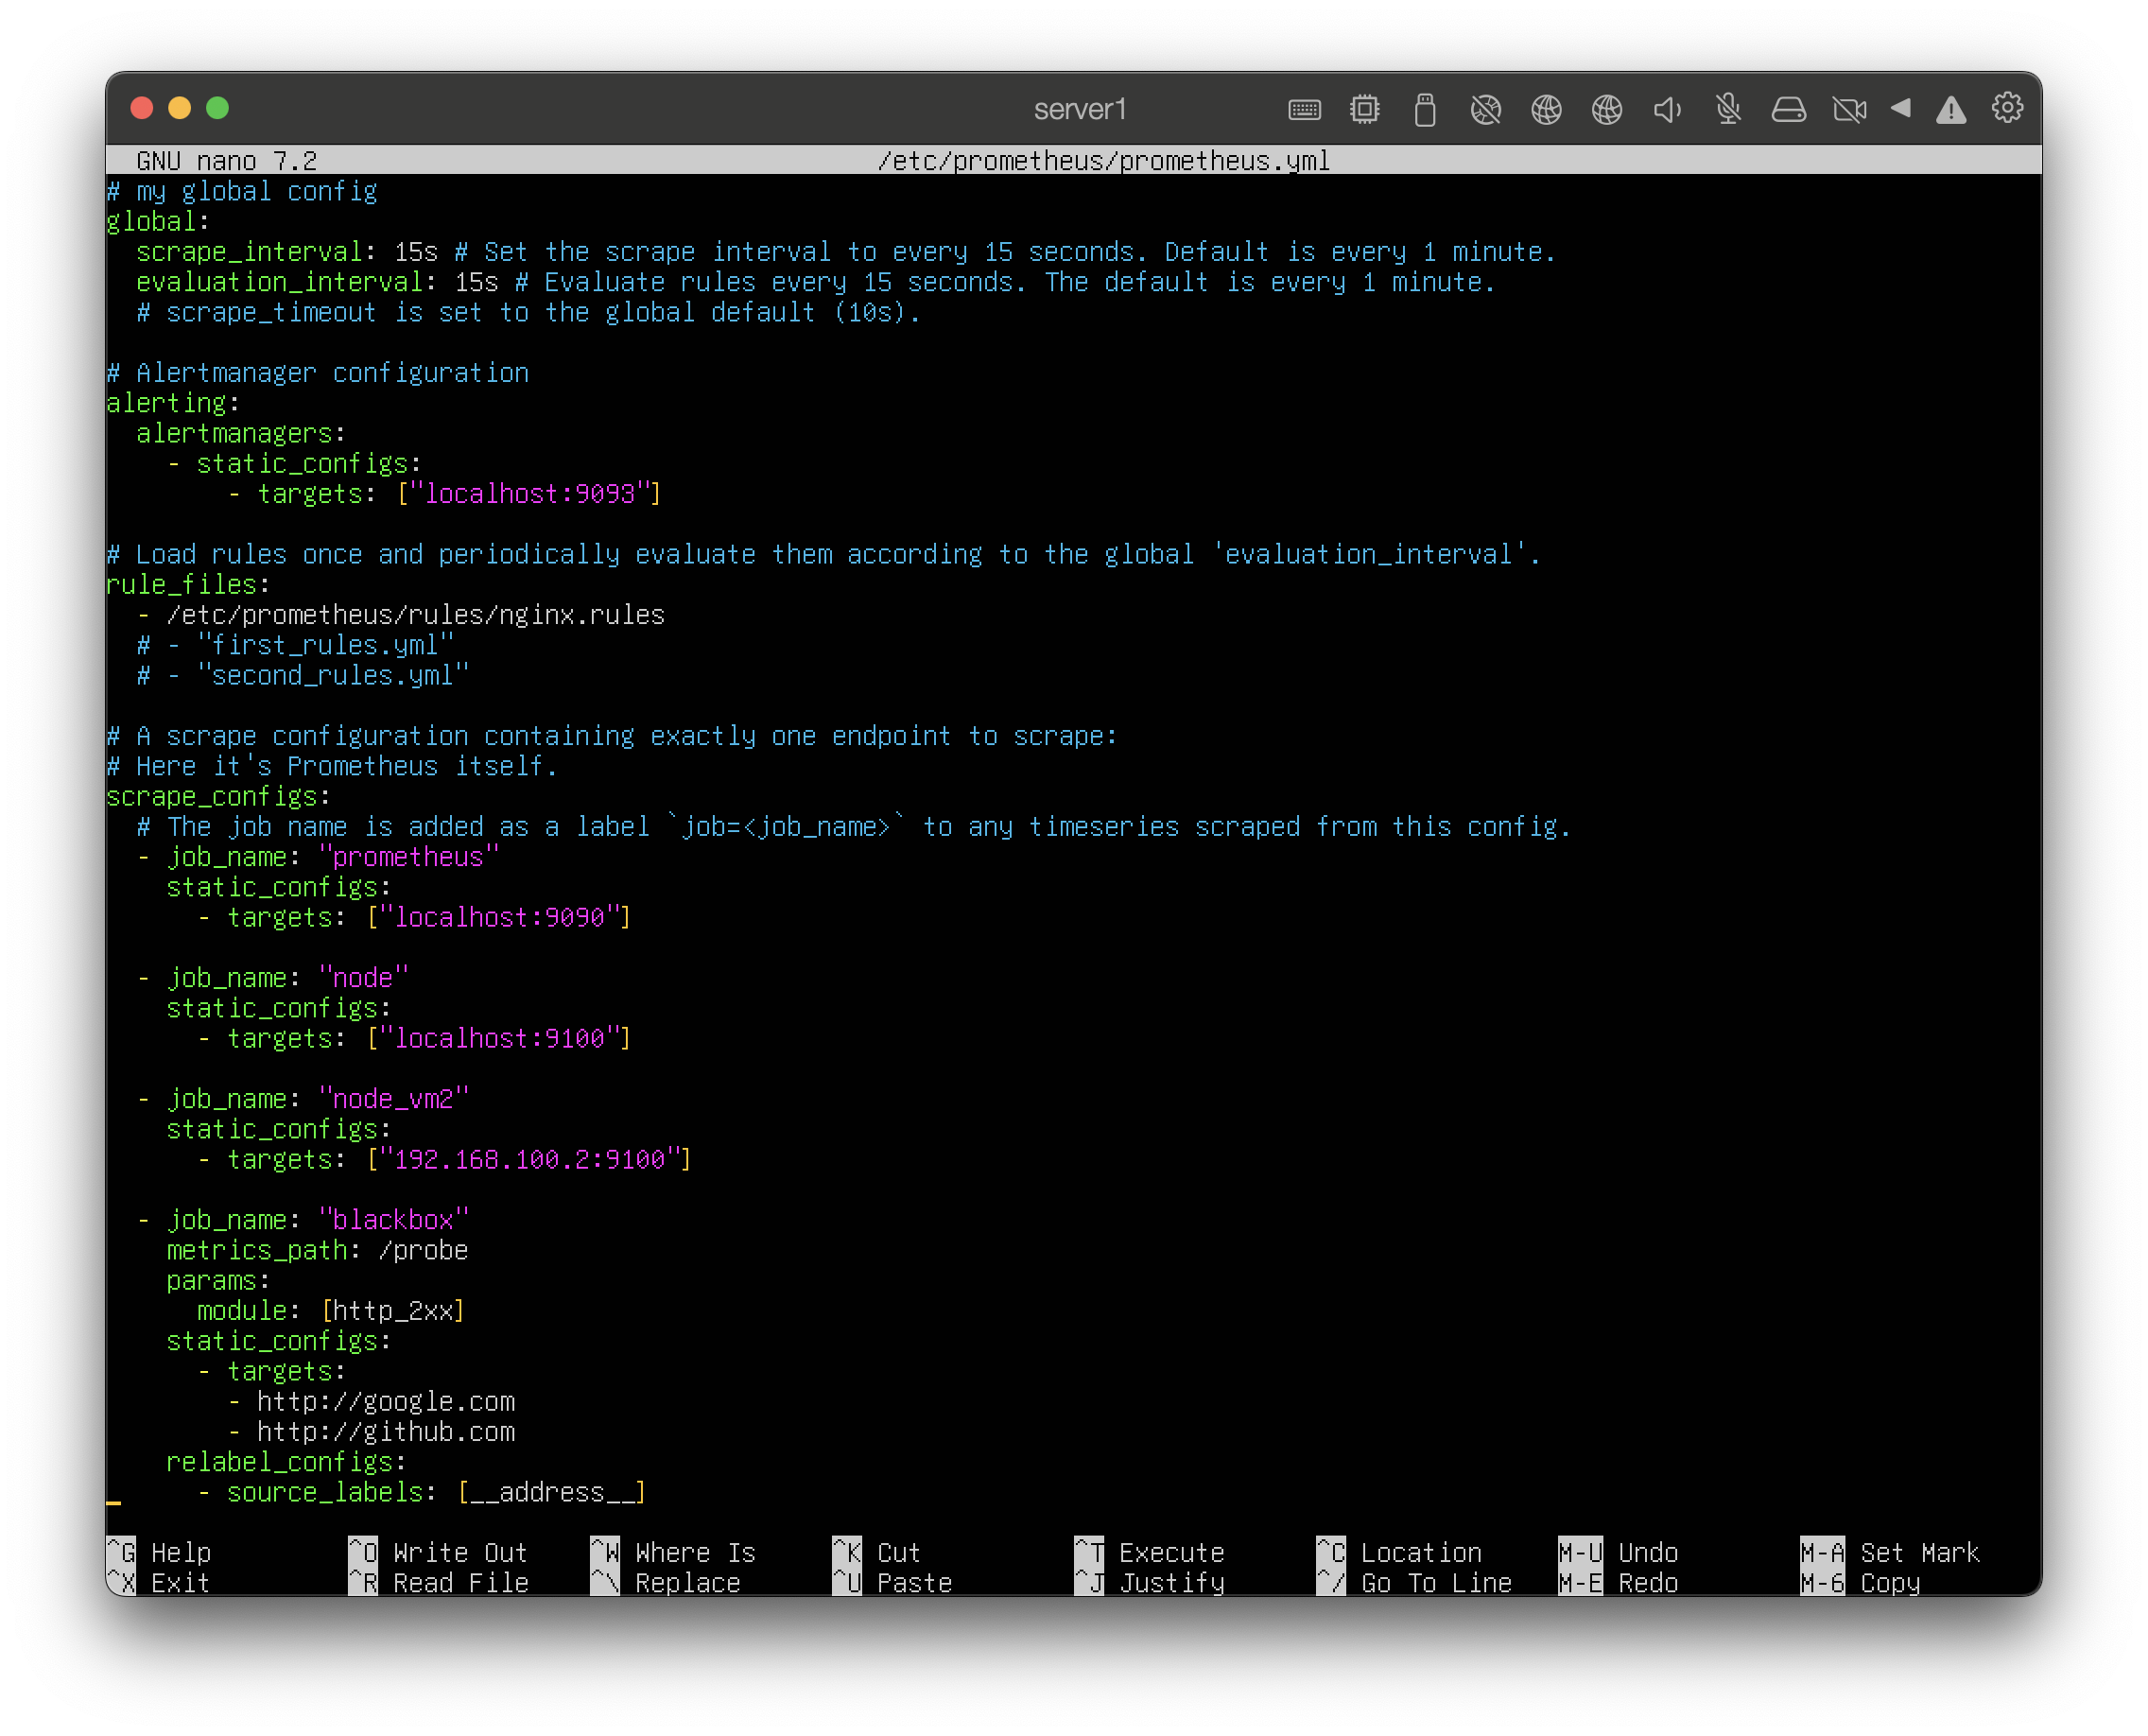 server1
GNU nano 7.2 /etc/prometheus/prometheus.yml
# my global config
global:
  scrape_interval: 15s # Set the scrape interval to every 15 seconds. Default is every 1 minute.
  evaluation_interval: 15s # Evaluate rules every 15 seconds. The default is every 1 minute.
  # scrape_timeout is set to the global default (10s).

# Alertmanager configuration
alerting:
  alertmanagers:
    - static_configs:
        - targets: ["localhost:9093"]

# Load rules once and periodically evaluate them according to the global 'evaluation_interval'.
rule_files:
  - /etc/prometheus/rules/nginx.rules
  # - "first_rules.yml"
  # - "second_rules.yml"

# A scrape configuration containing exactly one endpoint to scrape:
# Here it's Prometheus itself.
scrape_configs:
  # The job name is added as a label `job=<job_name>` to any timeseries scraped from this config.
  - job_name: "prometheus"
    static_configs:
      - targets: ["localhost:9090"]

  - job_name: "node"
    static_configs:
      - targets: ["localhost:9100"]

  - job_name: "node_vm2"
    static_configs:
      - targets: ["192.168.100.2:9100"]

  - job_name: "blackbox"
    metrics_path: /probe
    params:
      module: [http_2xx]
    static_configs:
      - targets:
        - http://google.com
        - http://github.com
    relabel_configs:
      - source_labels: [__address__]

^G Help ^O Write Out ^W Where Is ^K Cut ^T Execute ^C Location M-U Undo M-A Set Mark
^X Exit ^R Read File ^\ Replace ^U Paste ^J Justify ^/ Go To Line M-E Redo M-6 Copy